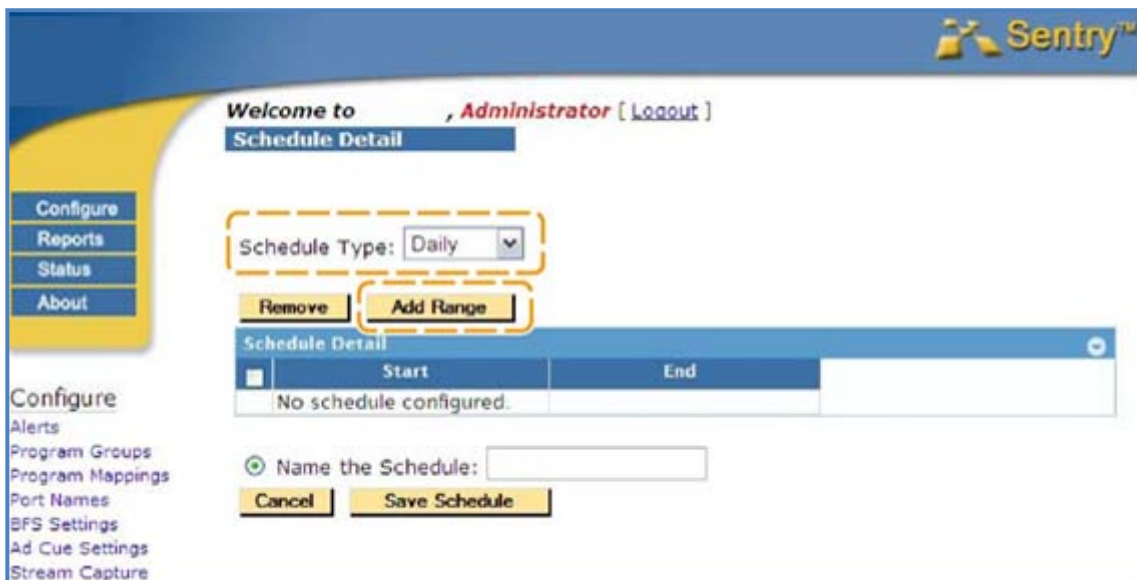 Sentry™
Welcome to , Administrator [ Logout ]
Schedule Detail
Configure
Reports
Status
About
Schedule Type: Daily
Remove Add Range
Schedule Detail
Start End
No schedule configured.
Configure
Alerts
Program Groups
Program Mappings
Port Names
BFS Settings
Ad Cue Settings
Stream Capture
Name the Schedule:
Cancel Save Schedule